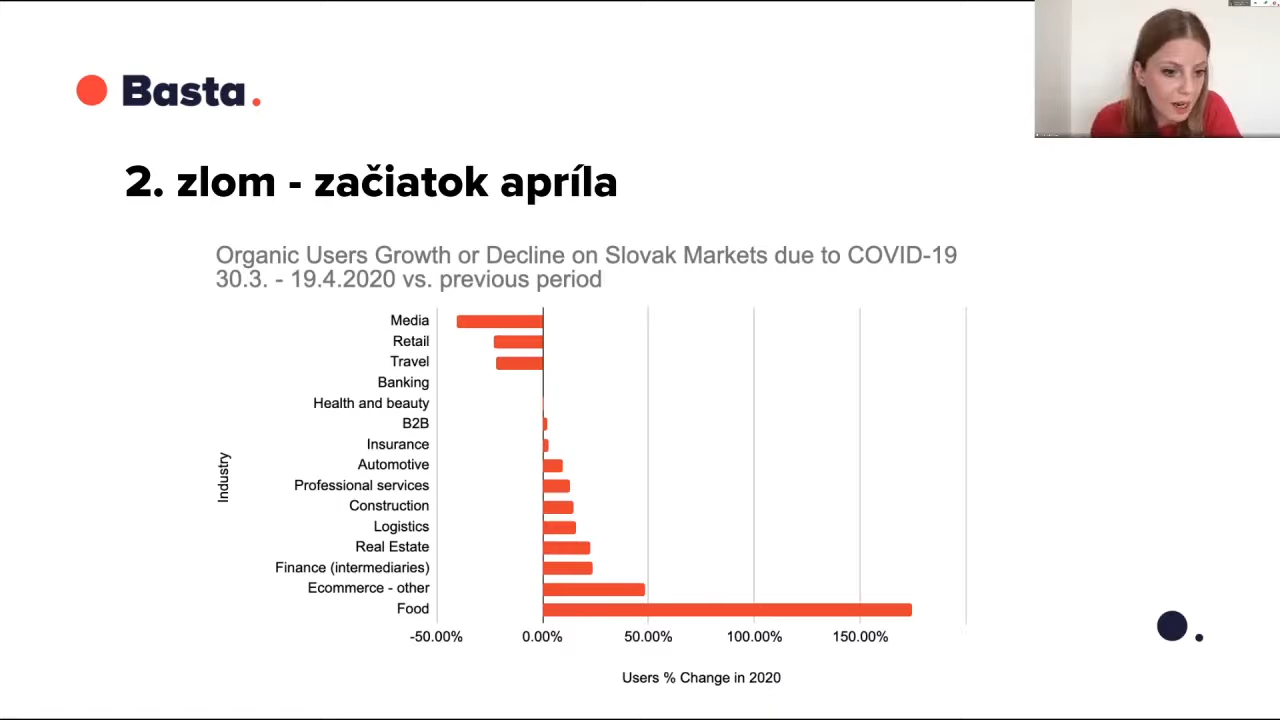 Basta.
2. zlom - začiatok apríla
Organic Users Growth or Decline on Slovak Markets due to COVID-19
30.3. - 19.4.2020 vs. previous period
Media
Retail
Travel
Banking
Health and beauty
B2B
Insurance
Automotive
Professional services
Construction
Logistics
Real Estate
Finance (intermediaries)
Ecommerce - other
Food
Industry
-50.00% 0.00% 50.00% 100.00% 150.00%
Users % Change in 2020